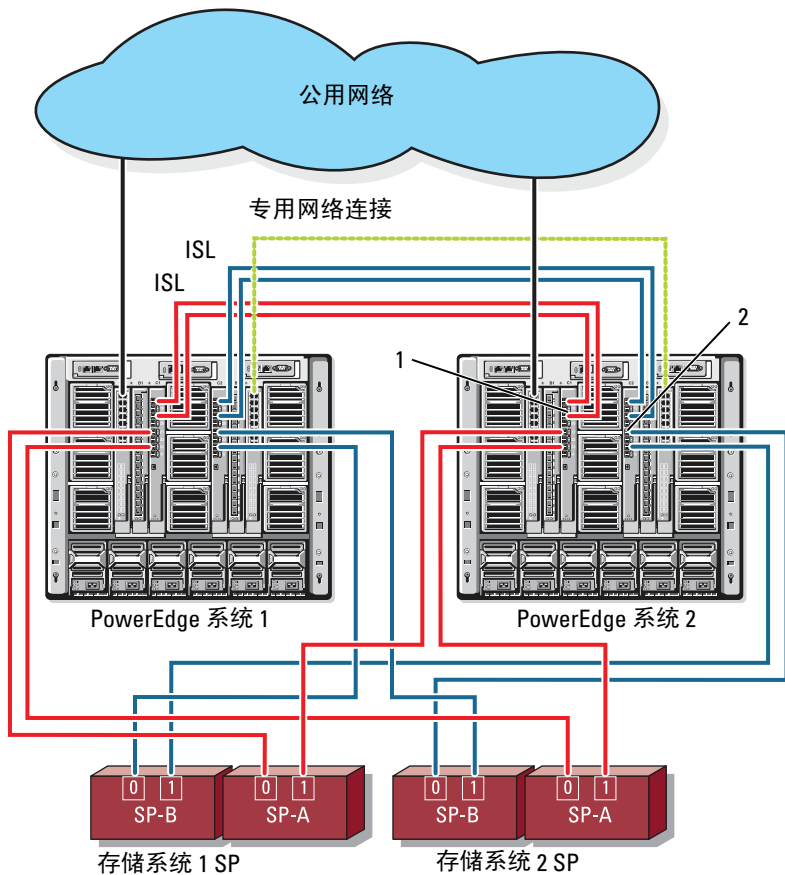 公用网络
专用网络连接
ISL
ISL
1
2
PowerEdge 系统 1
PowerEdge 系统 2
0 1
SP-B
0 1
SP-A
0 1
SP-B
0 1
SP-A
存储系统 1 SP
存储系统 2 SP